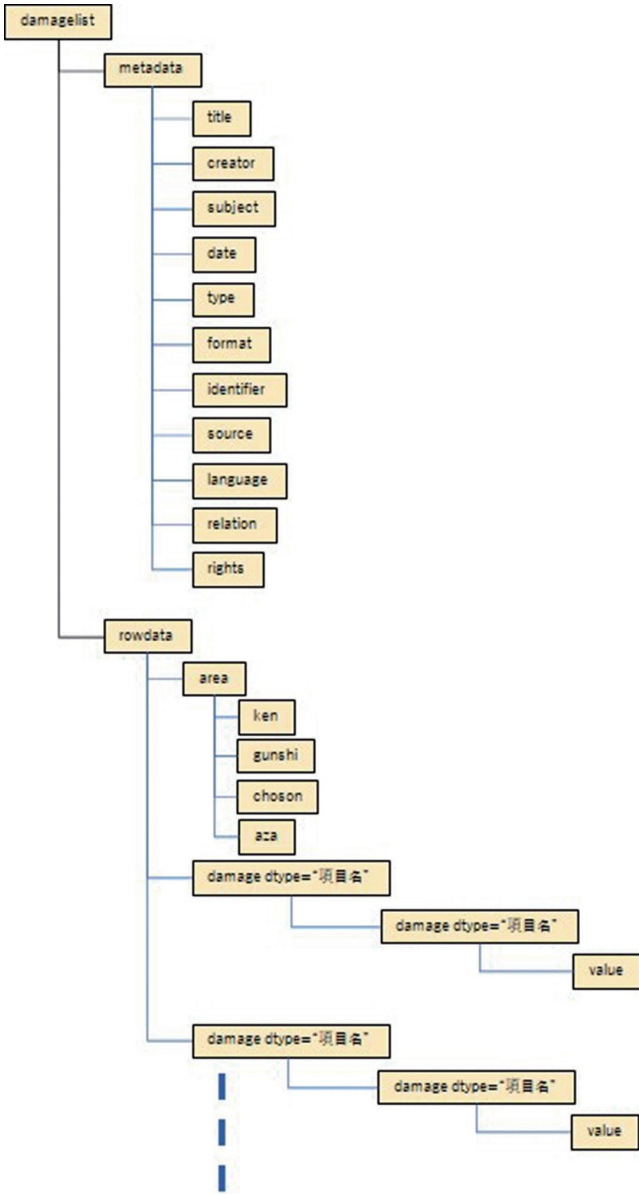 damagelist
metadata
title
creator
subject
date
type
format
identifier
source
language
relation
rights
rowdata
area
ken
gunshi
choson
aza
damage dtype="項目名"
damage dtype="項目名"
value
damage dtype="項目名"
damage dtype="項目名"
value